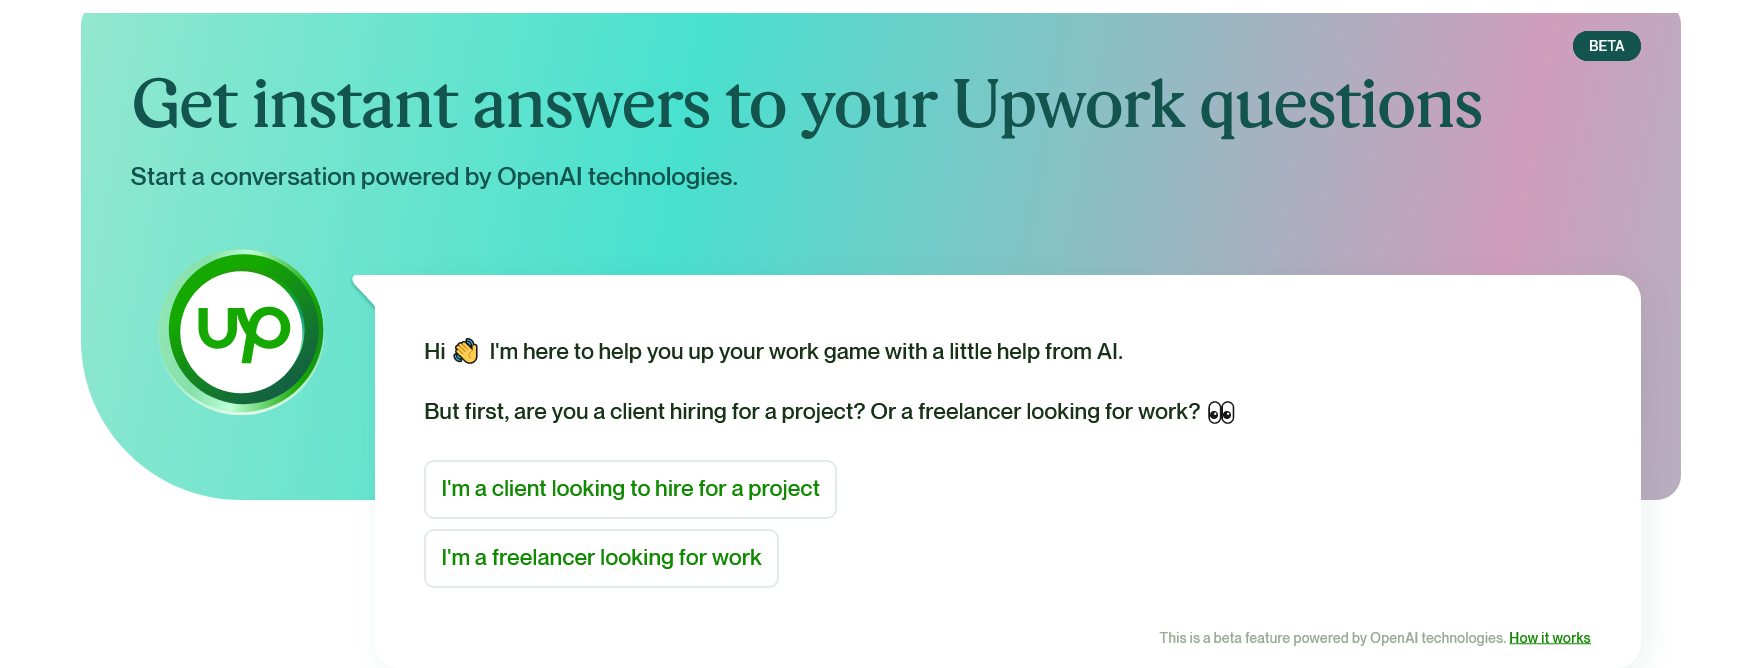 BETA
Get instant answers to your Upwork questions
Start a conversation powered by OpenAI technologies.
up
Hi 👋 I'm here to help you up your work game with a little help from AI.
But first, are you a client hiring for a project? Or a freelancer looking for work? 👀
I'm a client looking to hire for a project
I'm a freelancer looking for work
This is a beta feature powered by OpenAI technologies. How it works